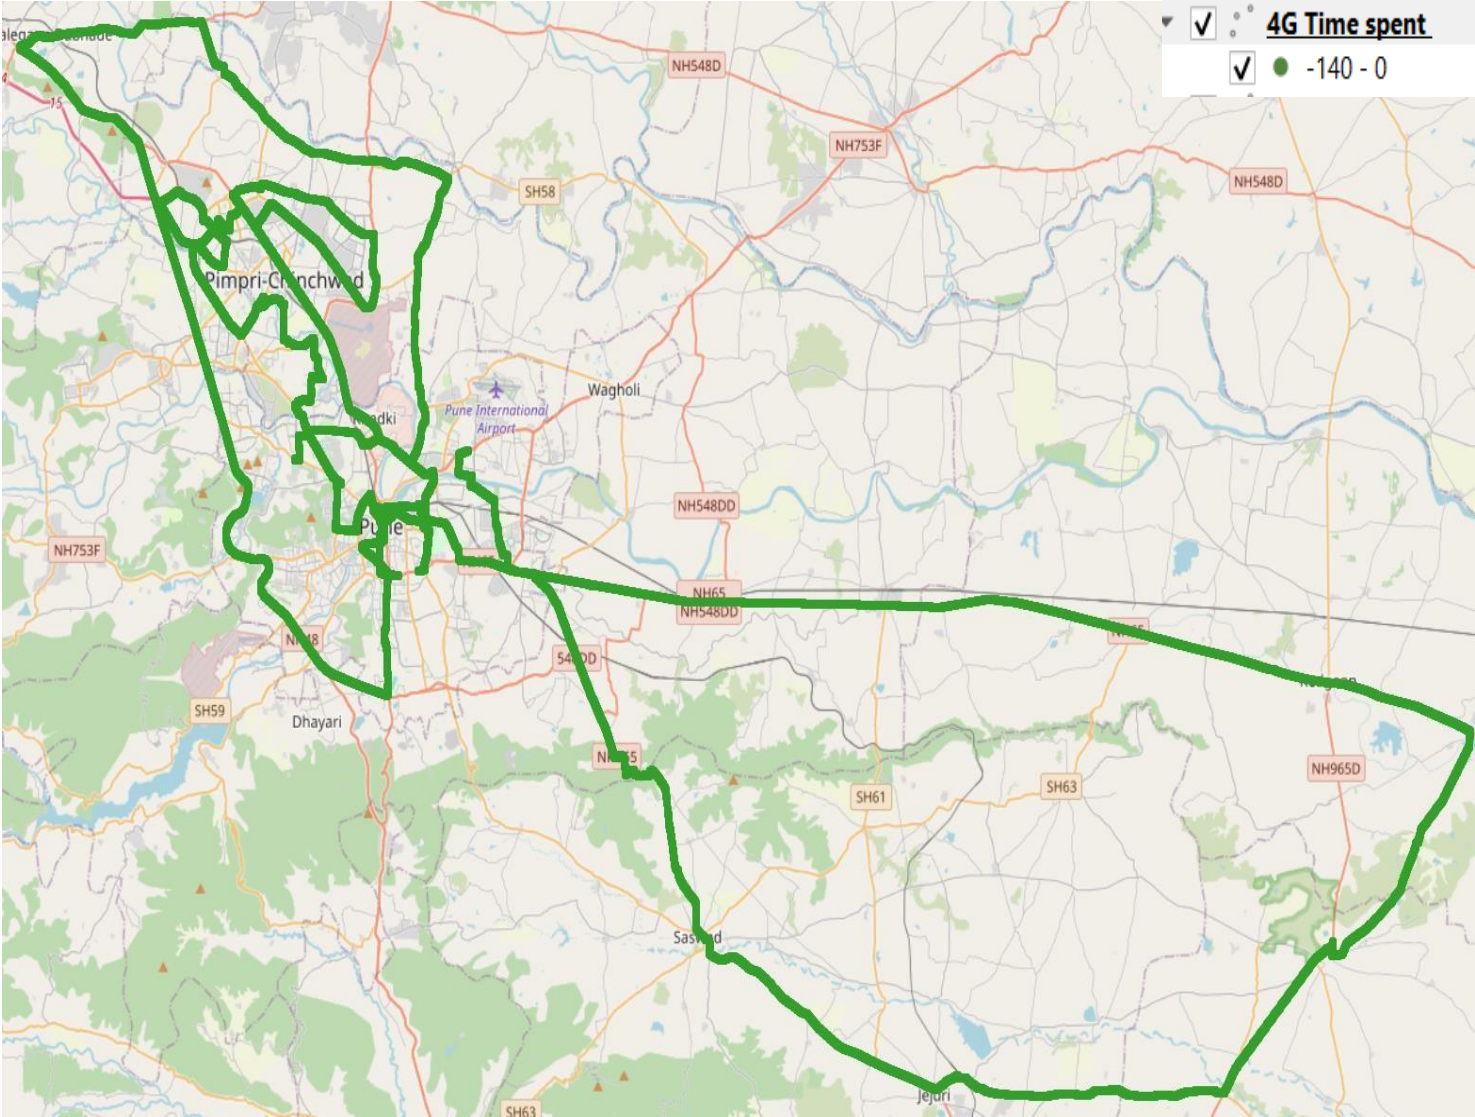 4G Time spent
-140 - 0
NH548D
15
NH753F
NH548D
SH58
Pimpri-Chinchwad
Wagholi
Pune International
Airport
NH548DD
Pune
NH753F
NH65
NH548DD
SH59
Dhayari
NH965D
SH61
SH63
Saswad
Jejuri
SH63